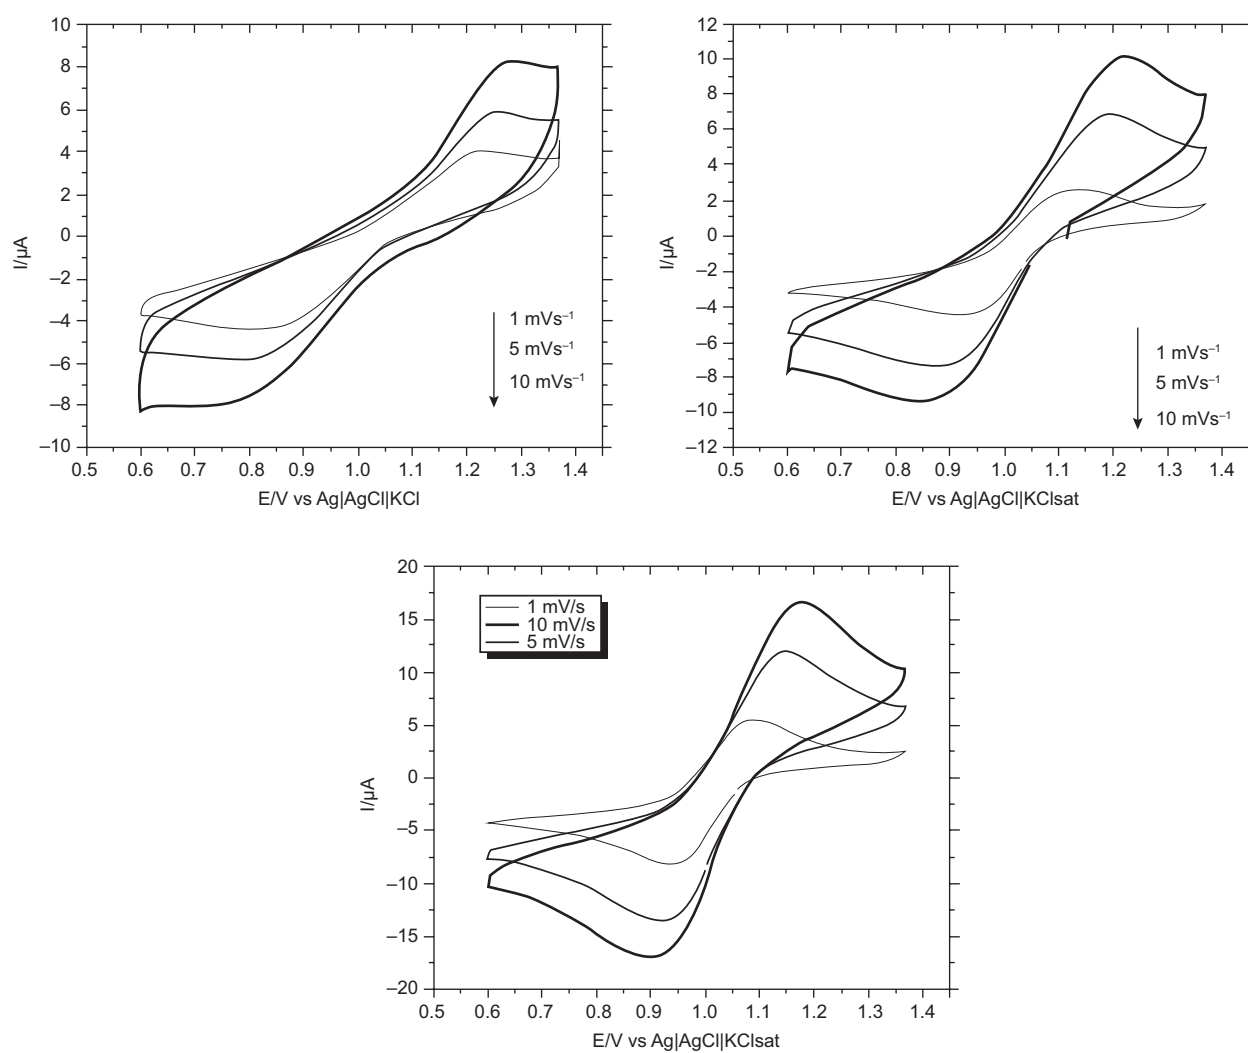 10
8
6
4
2
0
–2
–4
–6
–8
–10
I/µA
1 mVs⁻¹
5 mVs⁻¹
10 mVs⁻¹
0.5 0.6 0.7 0.8 0.9 1.0 1.1 1.2 1.3 1.4
E/V vs Ag|AgCl|KCl
12
10
8
6
4
2
0
–2
–4
–6
–8
–10
–12
I/µA
1 mVs⁻¹
5 mVs⁻¹
10 mVs⁻¹
0.5 0.6 0.7 0.8 0.9 1.0 1.1 1.2 1.3 1.4
E/V vs Ag|AgCl|KClsat
20
15
10
5
0
–5
–10
–15
–20
I/µA
1 mV/s
10 mV/s
5 mV/s
0.5 0.6 0.7 0.8 0.9 1.0 1.1 1.2 1.3 1.4
E/V vs Ag|AgCl|KClsat